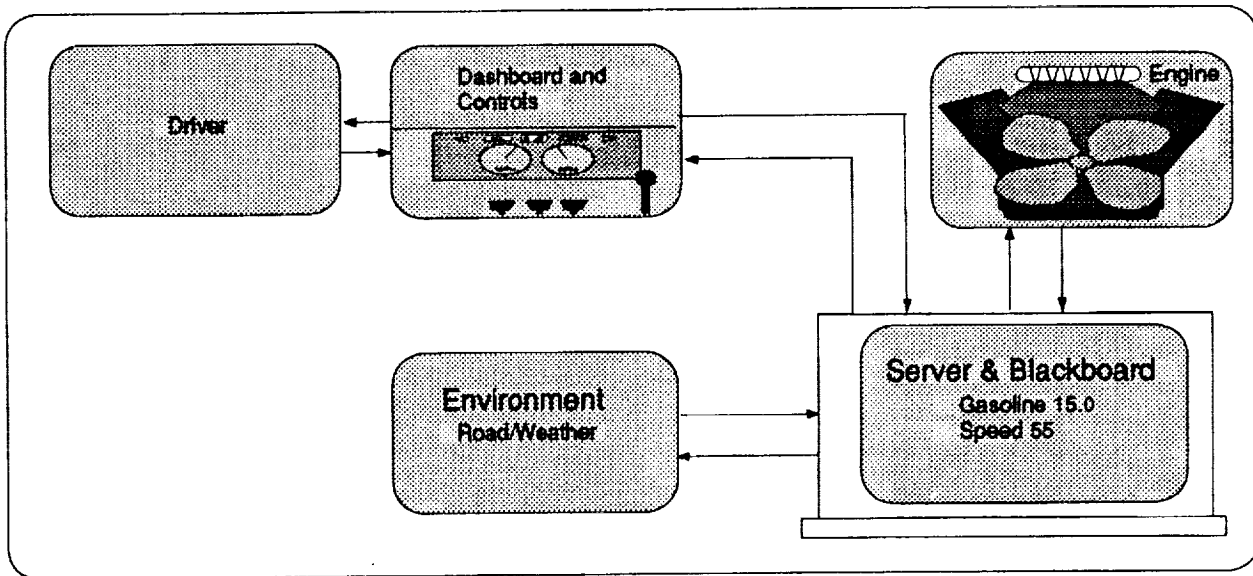 Driver
Dashboard and
Controls
Engine
Environment
Road/Weather
Server & Blackboard
Gasoline 15.0
Speed 55